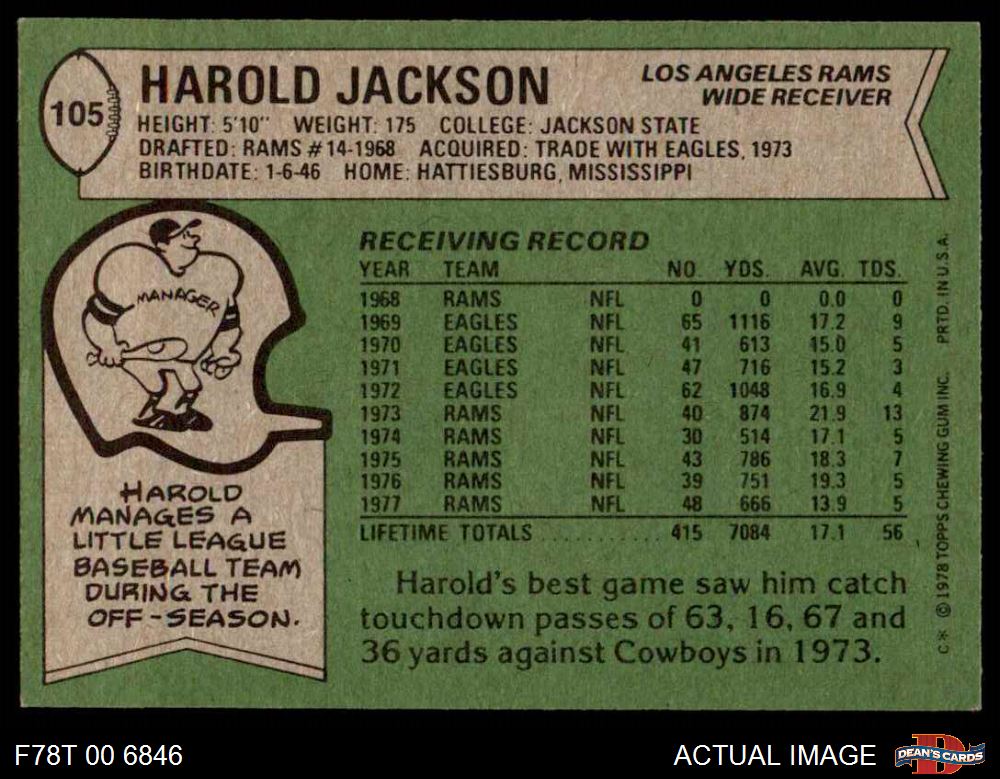 105
HAROLD JACKSON
LOS ANGELES RAMS
WIDE RECEIVER
HEIGHT: 5'10" WEIGHT: 175 COLLEGE: JACKSON STATE
DRAFTED: RAMS #14-1968 ACQUIRED: TRADE WITH EAGLES, 1973
BIRTHDATE: 1-6-46 HOME: HATTIESBURG, MISSISSIPPI
MANAGER
HAROLD
MANAGES A
LITTLE LEAGUE
BASEBALL TEAM
DURING THE
OFF-SEASON.
RECEIVING RECORD
YEAR TEAM NO. YDS. AVG. TDS.
1968 RAMS NFL 0 0 0.0 0
1969 EAGLES NFL 65 1116 17.2 9
1970 EAGLES NFL 41 613 15.0 5
1971 EAGLES NFL 47 716 15.2 3
1972 EAGLES NFL 62 1048 16.9 4
1973 RAMS NFL 40 874 21.9 13
1974 RAMS NFL 30 514 17.1 5
1975 RAMS NFL 43 786 18.3 7
1976 RAMS NFL 39 751 19.3 5
1977 RAMS NFL 48 666 13.9 5
LIFETIME TOTALS .......... 415 7084 17.1 56
Harold's best game saw him catch
touchdown passes of 63, 16, 67 and
36 yards against Cowboys in 1973.
C* © 1978 TOPPS CHEWING GUM INC. PRTD. IN U.S.A.
F78T 00 6846
ACTUAL IMAGE
D
DEAN'S CARDS